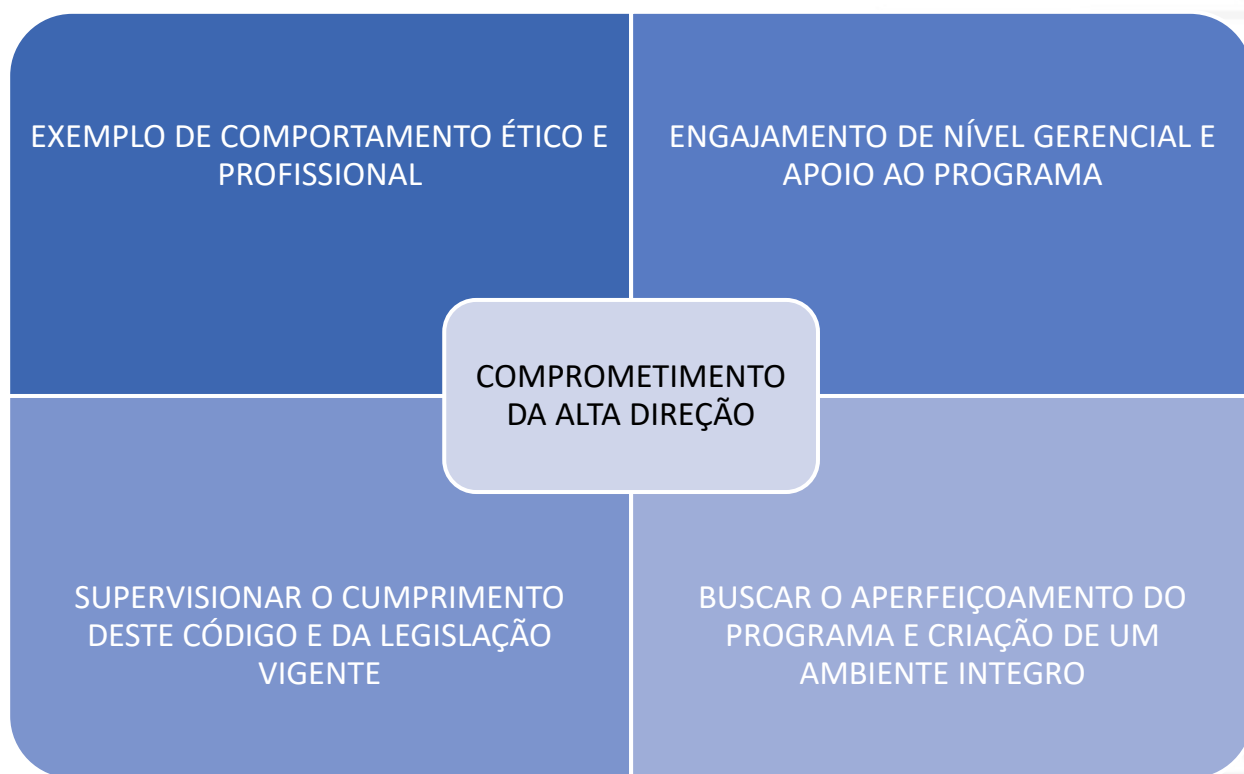 EXEMPLO DE COMPORTAMENTO ÉTICO E
PROFISSIONAL
ENGAJAMENTO DE NÍVEL GERENCIAL E
APOIO AO PROGRAMA
COMPROMETIMENTO
DA ALTA DIREÇÃO
SUPERVISIONAR O CUMPRIMENTO
DESTE CÓDIGO E DA LEGISLAÇÃO
VIGENTE
BUSCAR O APERFEIÇOAMENTO DO
PROGRAMA E CRIAÇÃO DE UM
AMBIENTE INTEGRO